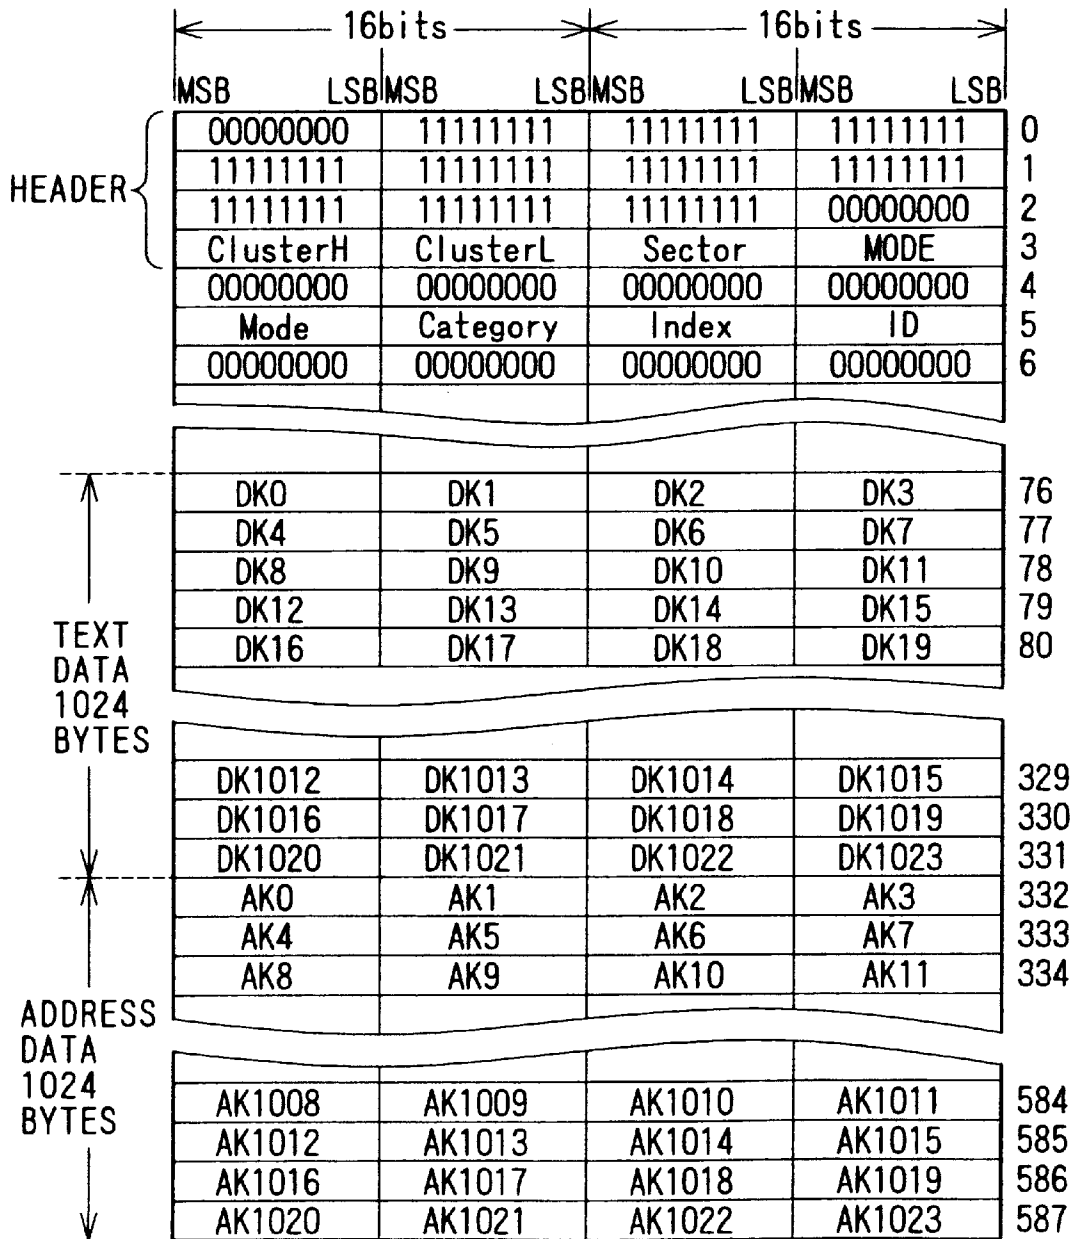 16bits 16bits
MSB LSB MSB LSB MSB LSB MSB LSB
00000000 11111111 11111111 11111111 0
11111111 11111111 11111111 11111111 1
HEADER
11111111 11111111 11111111 00000000 2
ClusterH ClusterL Sector MODE 3
00000000 00000000 00000000 00000000 4
Mode Category Index ID 5
00000000 00000000 00000000 00000000 6
DK0 DK1 DK2 DK3 76
DK4 DK5 DK6 DK7 77
DK8 DK9 DK10 DK11 78
DK12 DK13 DK14 DK15 79
DK16 DK17 DK18 DK19 80
TEXT
DATA
1024
BYTES
DK1012 DK1013 DK1014 DK1015 329
DK1016 DK1017 DK1018 DK1019 330
DK1020 DK1021 DK1022 DK1023 331
AK0 AK1 AK2 AK3 332
AK4 AK5 AK6 AK7 333
AK8 AK9 AK10 AK11 334
ADDRESS
DATA
1024
BYTES
AK1008 AK1009 AK1010 AK1011 584
AK1012 AK1013 AK1014 AK1015 585
AK1016 AK1017 AK1018 AK1019 586
AK1020 AK1021 AK1022 AK1023 587